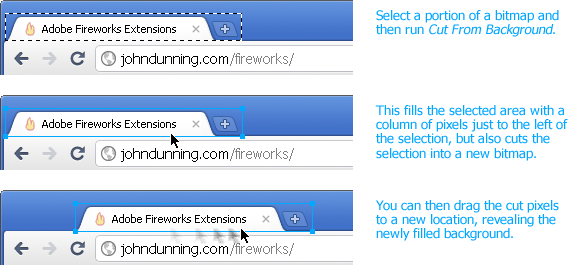 Adobe Fireworks Extensions
johndunning.com/fireworks/
Select a portion of a bitmap and
then run Cut From Background.
Adobe Fireworks Extensions
johndunning.com/fireworks/
This fills the selected area with a
column of pixels just to the left of
the selection, but also cuts the
selection into a new bitmap.
Adobe Fireworks Extensions
johndunning.com/fireworks/
You can then drag the cut pixels
to a new location, revealing the
newly filled background.